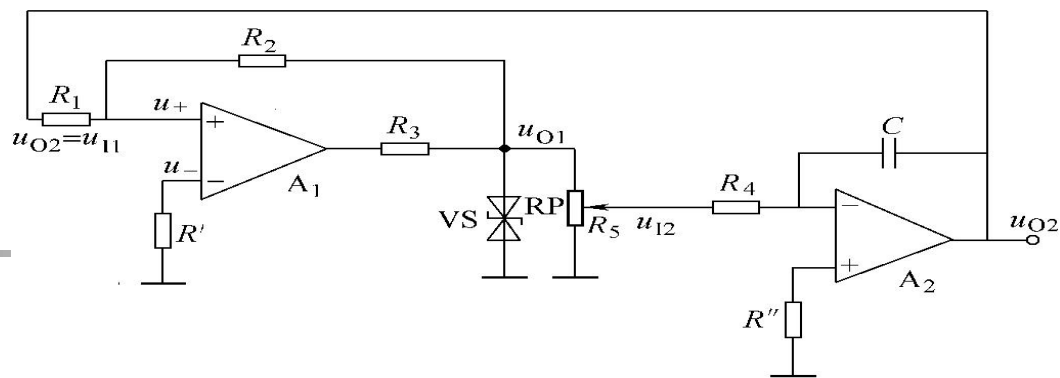 R2
R1
u+
R3
uO1
C
uO2=uI1
u−
A1
R4
VS
RP
R5
uI2
R'
uO2
A2
R"
+
−
−
+